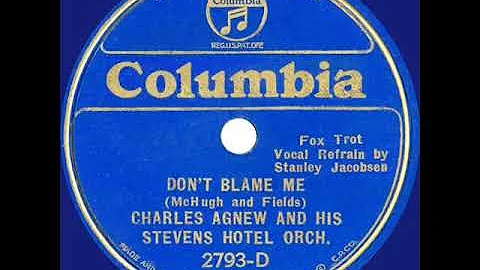 Columbia
REG.U.S.PAT.OFF.
Columbia
Fox Trot
Vocal Refrain by
Stanley Jacobsen
DON'T BLAME ME
(McHugh and Fields)
CHARLES AGNEW AND HIS
STEVENS HOTEL ORCH.
2793-D